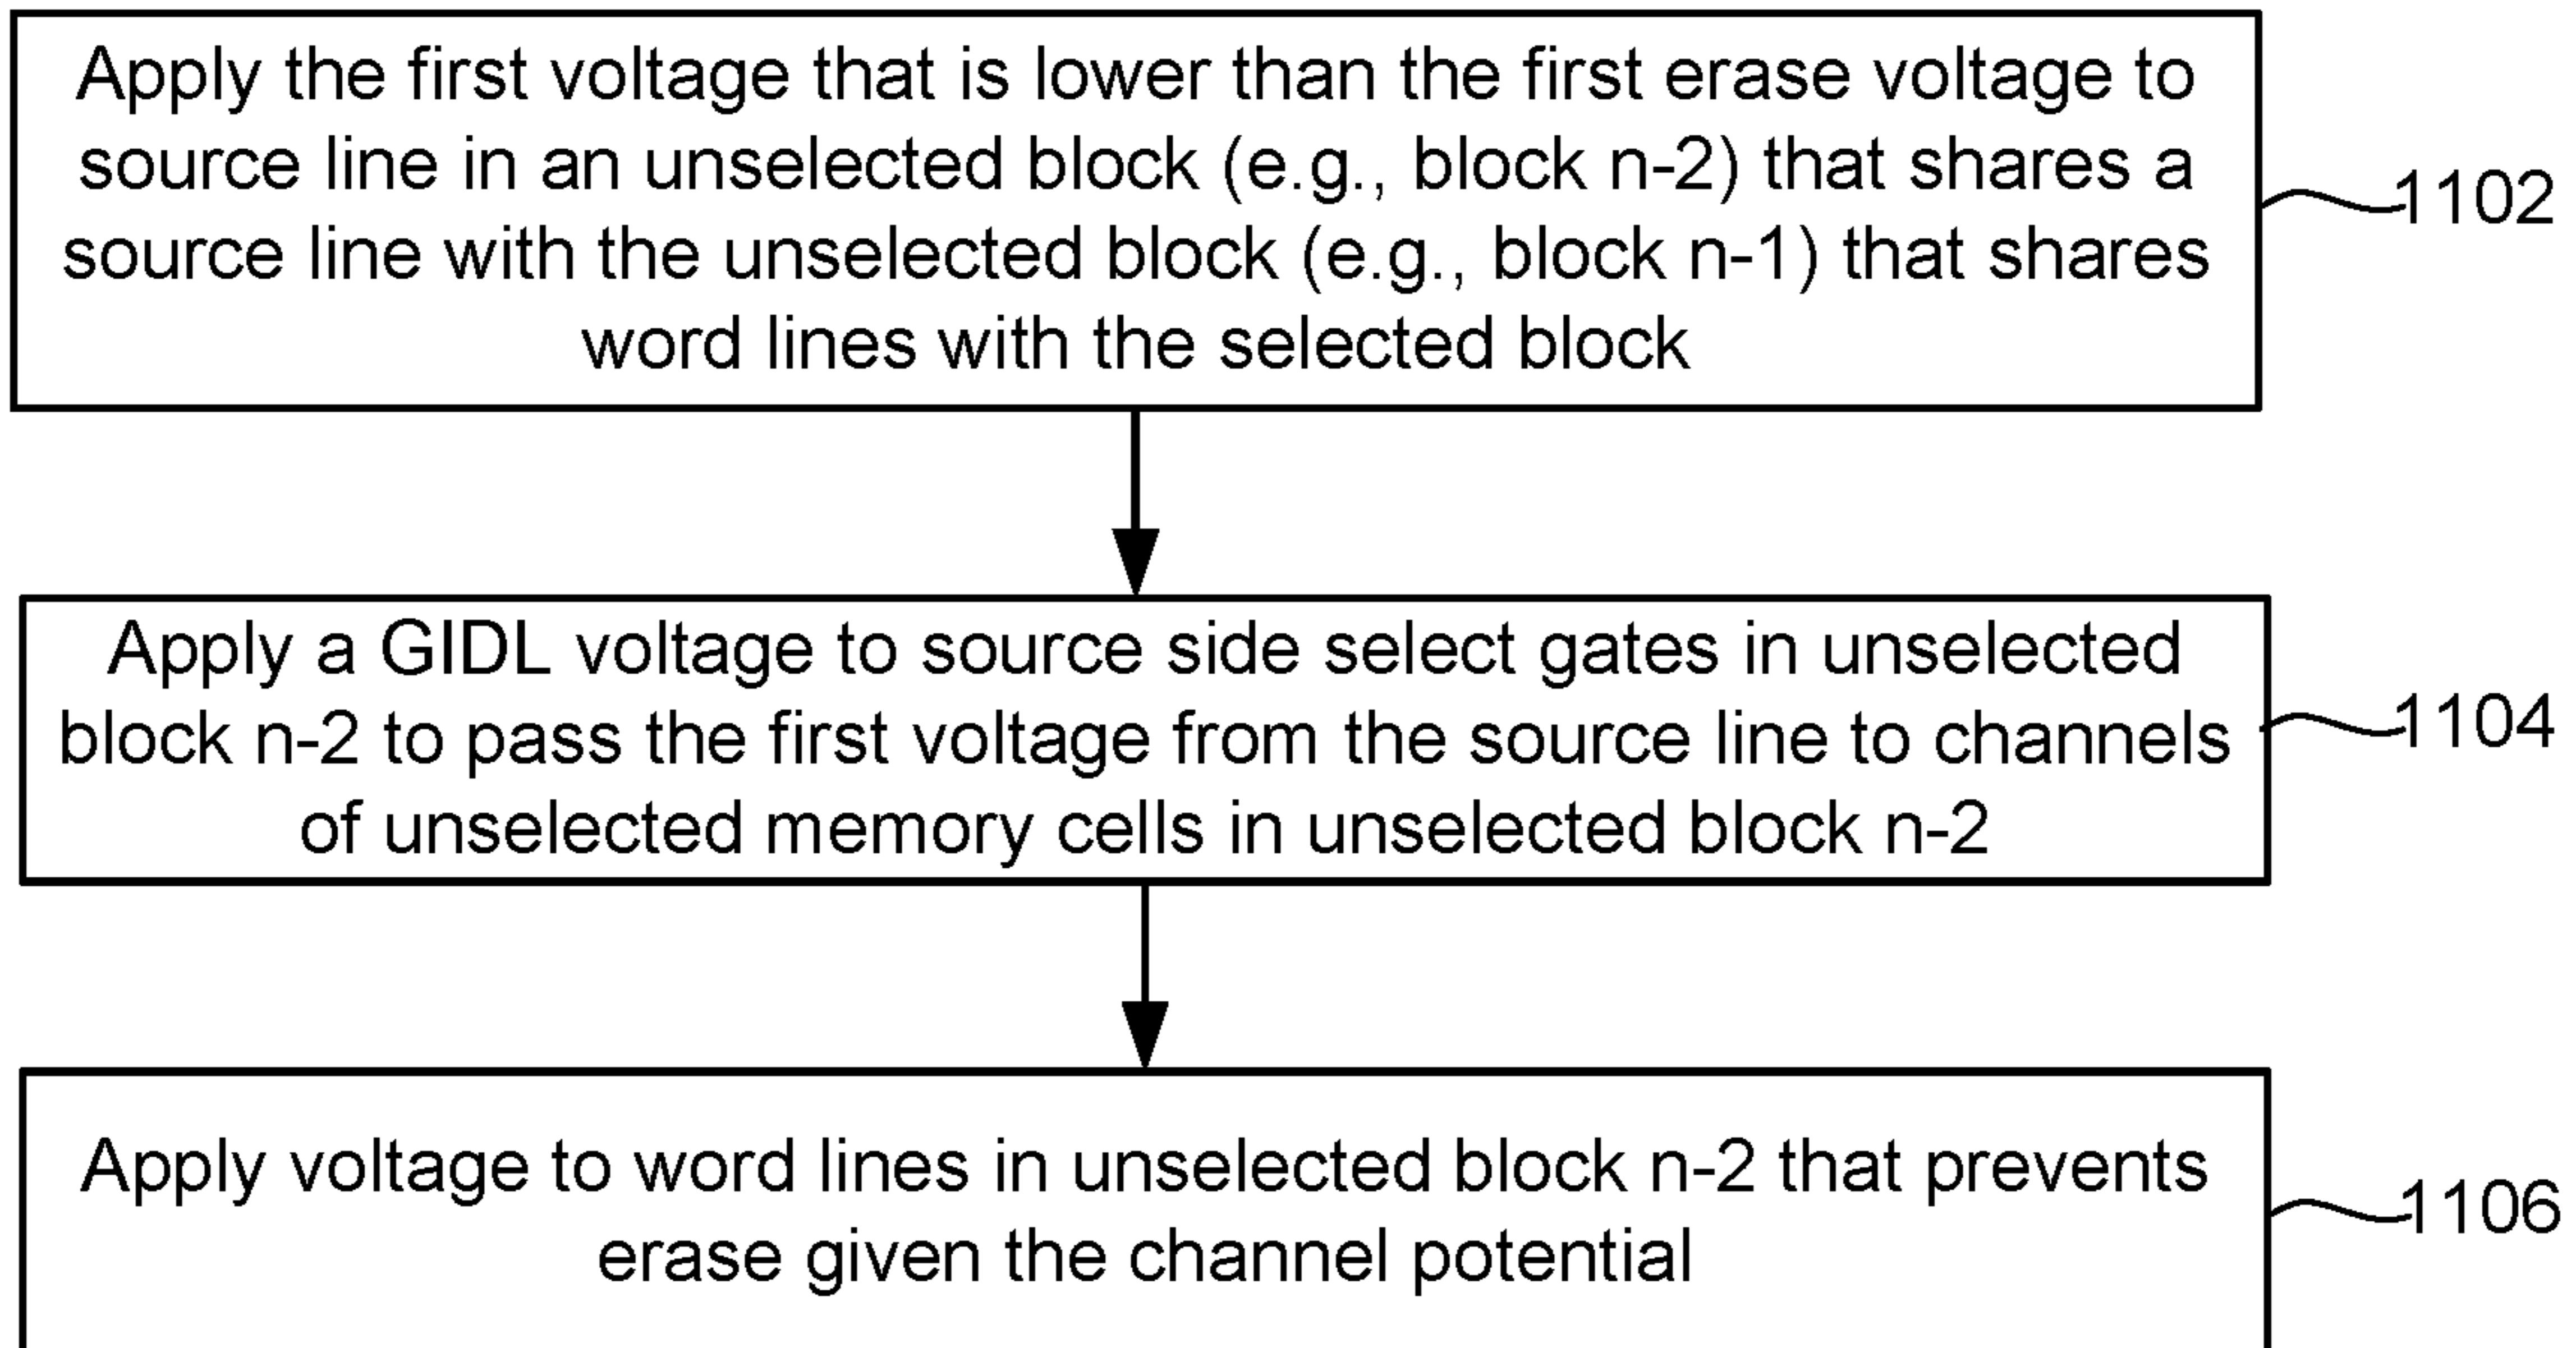 Apply the first voltage that is lower than the first erase voltage to
source line in an unselected block (e.g., block n-2) that shares a
source line with the unselected block (e.g., block n-1) that shares
word lines with the selected block
1102
Apply a GIDL voltage to source side select gates in unselected
block n-2 to pass the first voltage from the source line to channels
of unselected memory cells in unselected block n-2
1104
Apply voltage to word lines in unselected block n-2 that prevents
erase given the channel potential
1106